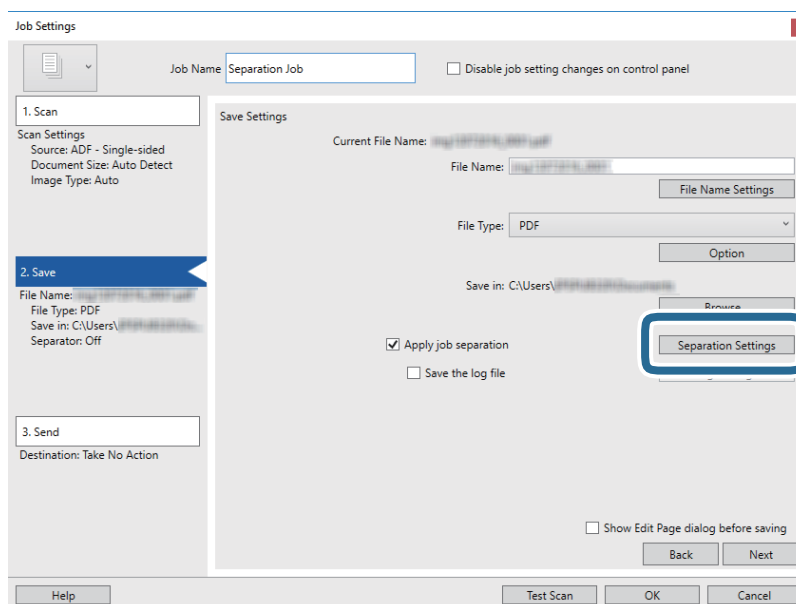 Job Settings
Job Name Separation Job Disable job setting changes on control panel
1. Scan
Scan Settings
Source: ADF - Single-sided
Document Size: Auto Detect
Image Type: Auto
2. Save
File Name:
File Type: PDF
Save in: C:\Users\
Separator: Off
3. Send
Destination: Take No Action
Save Settings
Current File Name:
File Name:
File Name Settings
File Type: PDF
Option
Save in: C:\Users\
Browse
Apply job separation Separation Settings
Save the log file
Show Edit Page dialog before saving
Back Next
Help Test Scan OK Cancel